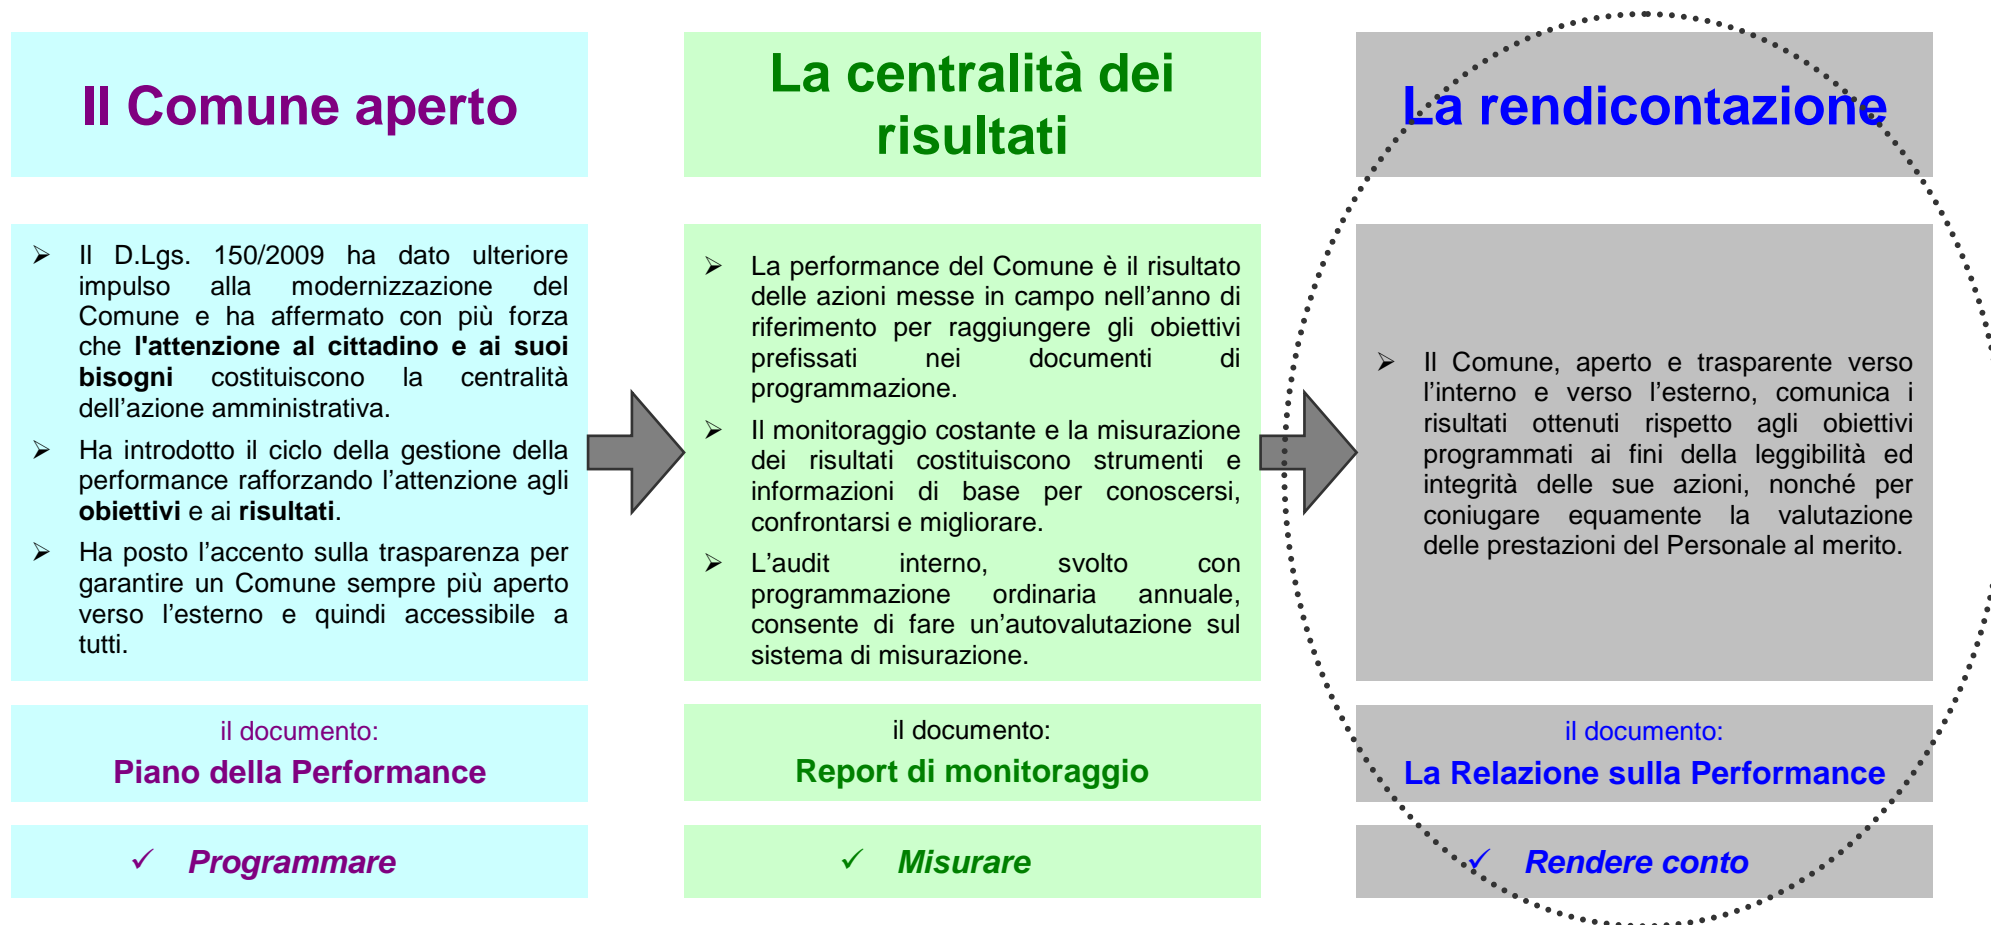 Il Comune aperto
➢ Il D.Lgs. 150/2009 ha dato ulteriore
impulso alla modernizzazione del
Comune e ha affermato con più forza
che l'attenzione al cittadino e ai suoi
bisogni costituiscono la centralità
dell’azione amministrativa.
➢ Ha introdotto il ciclo della gestione della
performance rafforzando l’attenzione agli
obiettivi e ai risultati.
➢ Ha posto l’accento sulla trasparenza per
garantire un Comune sempre più aperto
verso l’esterno e quindi accessibile a
tutti.
il documento:
Piano della Performance
✓ Programmare
La centralità dei
risultati
➢ La performance del Comune è il risultato
delle azioni messe in campo nell’anno di
riferimento per raggiungere gli obiettivi
prefissati nei documenti di
programmazione.
➢ Il monitoraggio costante e la misurazione
dei risultati costituiscono strumenti e
informazioni di base per conoscersi,
confrontarsi e migliorare.
➢ L’audit interno, svolto con
programmazione ordinaria annuale,
consente di fare un’autovalutazione sul
sistema di misurazione.
il documento:
Report di monitoraggio
✓ Misurare
La rendicontazione
➢ Il Comune, aperto e trasparente verso
l’interno e verso l’esterno, comunica i
risultati ottenuti rispetto agli obiettivi
programmati ai fini della leggibilità ed
integrità delle sue azioni, nonché per
coniugare equamente la valutazione
delle prestazioni del Personale al merito.
il documento:
La Relazione sulla Performance
✓ Rendere conto